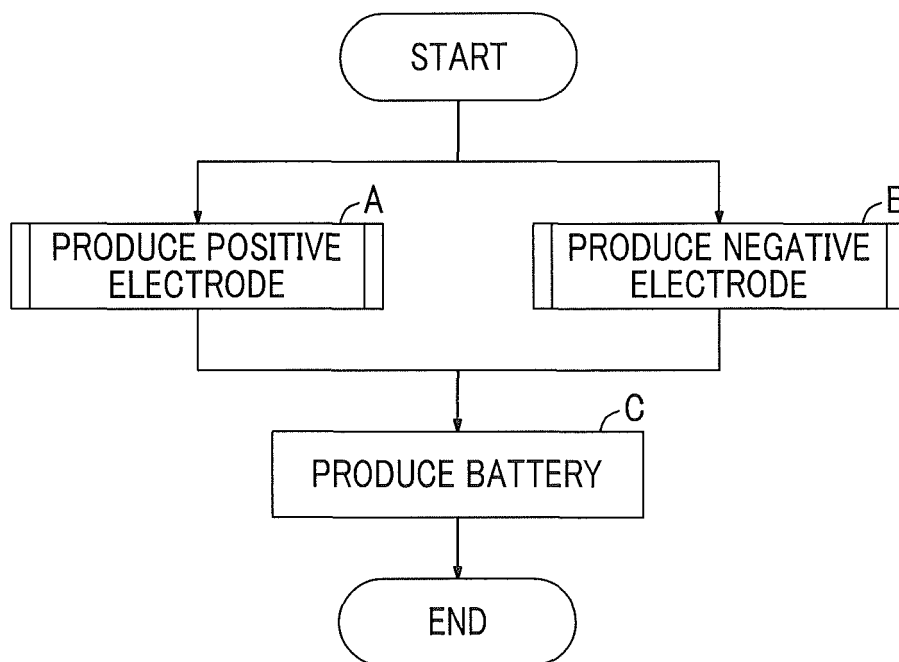 START
A
PRODUCE POSITIVE
ELECTRODE
B
PRODUCE NEGATIVE
ELECTRODE
C
PRODUCE BATTERY
END